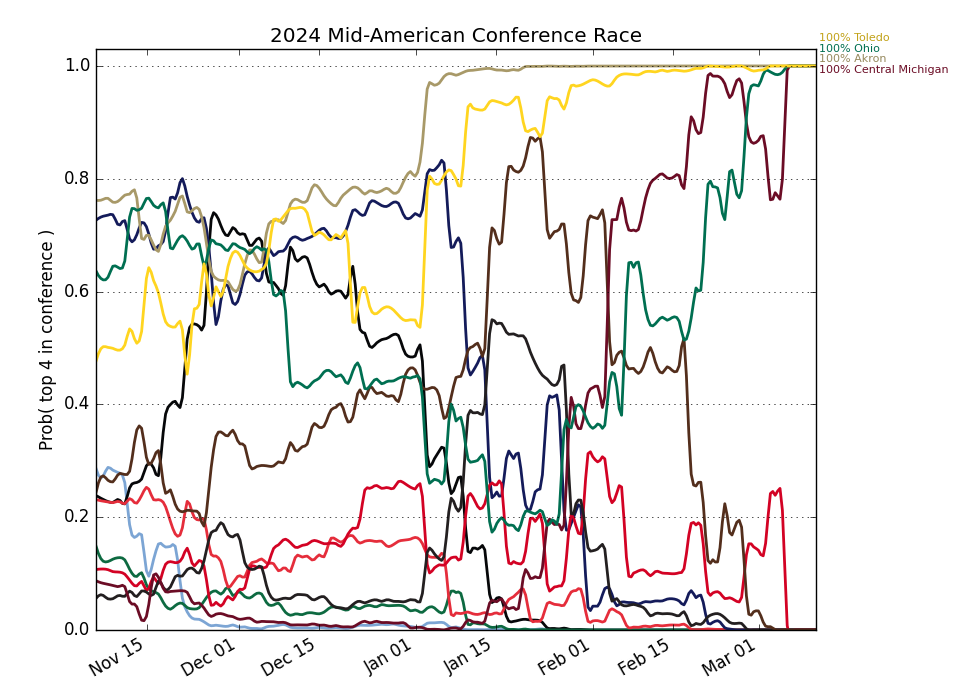 2024 Mid-American Conference Race
100% Toledo
100% Ohio
100% Akron
100% Central Michigan
Prob( top 4 in conference )
1.0
0.8
0.6
0.4
0.2
0.0
Nov 15
Dec 01
Dec 15
Jan 01
Jan 15
Feb 01
Feb 15
Mar 01